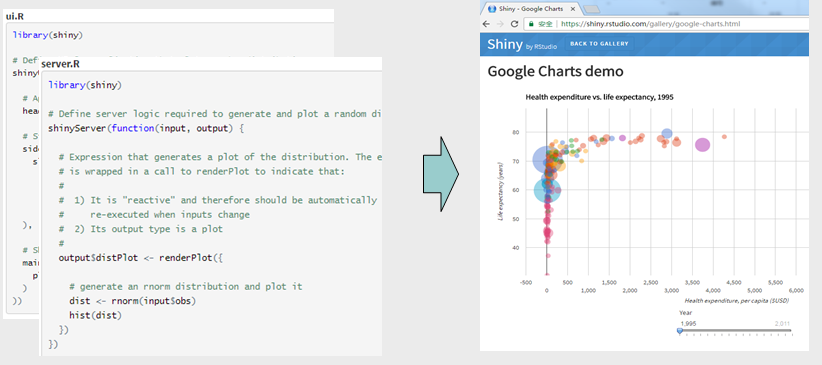 ui.R
library(shiny)
# De
shiny
# A
head
# S
side
s
),
# S
main
p
)
))
server.R
library(shiny)
# Define server logic required to generate and plot a random di
shinyServer(function(input, output) {
# Expression that generates a plot of the distribution. The e
# is wrapped in a call to renderPlot to indicate that:
#
#  1) It is "reactive" and therefore should be automatically
#     re-executed when inputs change
#  2) Its output type is a plot
#
output$distPlot <- renderPlot({
# generate an rnorm distribution and plot it
dist <- rnorm(input$obs)
hist(dist)
})
})
Shiny - Google Charts
安全 | https://shiny.rstudio.com/gallery/google-charts.html
Shiny by RStudio BACK TO GALLERY
Google Charts demo
Health expenditure vs. life expectancy, 1995
Life expectancy (years)
80
70
60
50
40
-500 0 500 1,000 1,500 2,000 2,500 3,000 3,500 4,000 4,500 5,000 5,500 6,000
Health expenditure, per capita ($USD)
Year
1,995 2,011